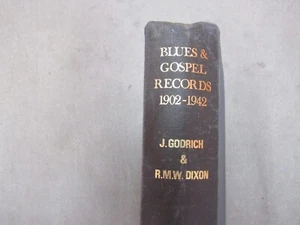 BLUES &
GOSPEL
RECORDS
1902-1942
J. GODRICH
&
R.M.W. DIXON